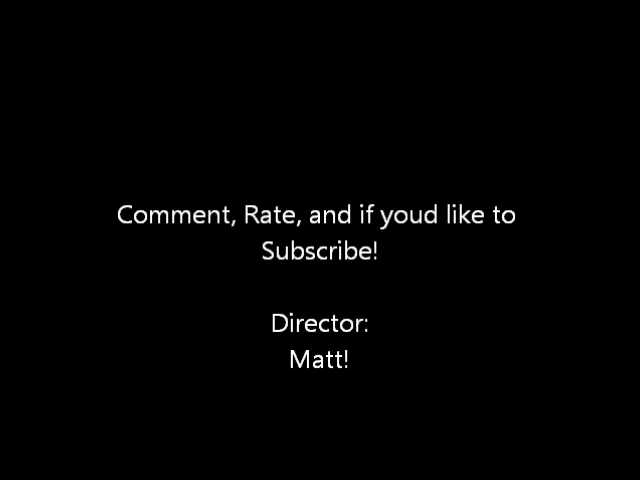 Comment, Rate, and if youd like to
Subscribe!
Director:
Matt!